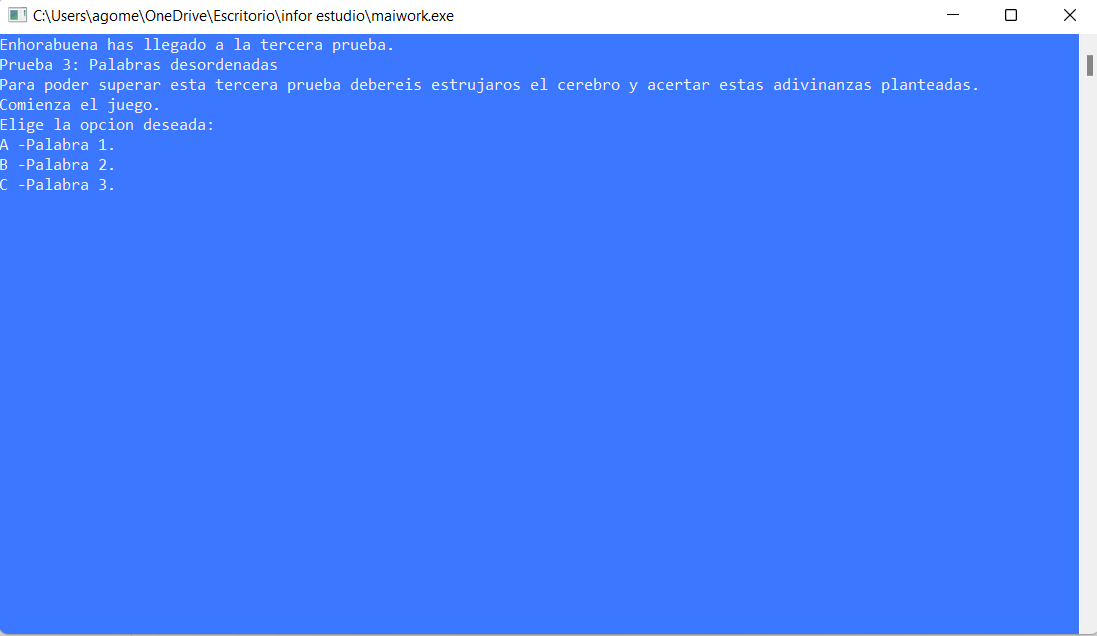 C:\Users\agome\OneDrive\Escritorio\infor estudio\maiwork.exe
Enhorabuena has llegado a la tercera prueba.
Prueba 3: Palabras desordenadas
Para poder superar esta tercera prueba debereis estrujaros el cerebro y acertar estas adivinanzas planteadas.
Comienza el juego.
Elige la opcion deseada:
A -Palabra 1.
B -Palabra 2.
C -Palabra 3.